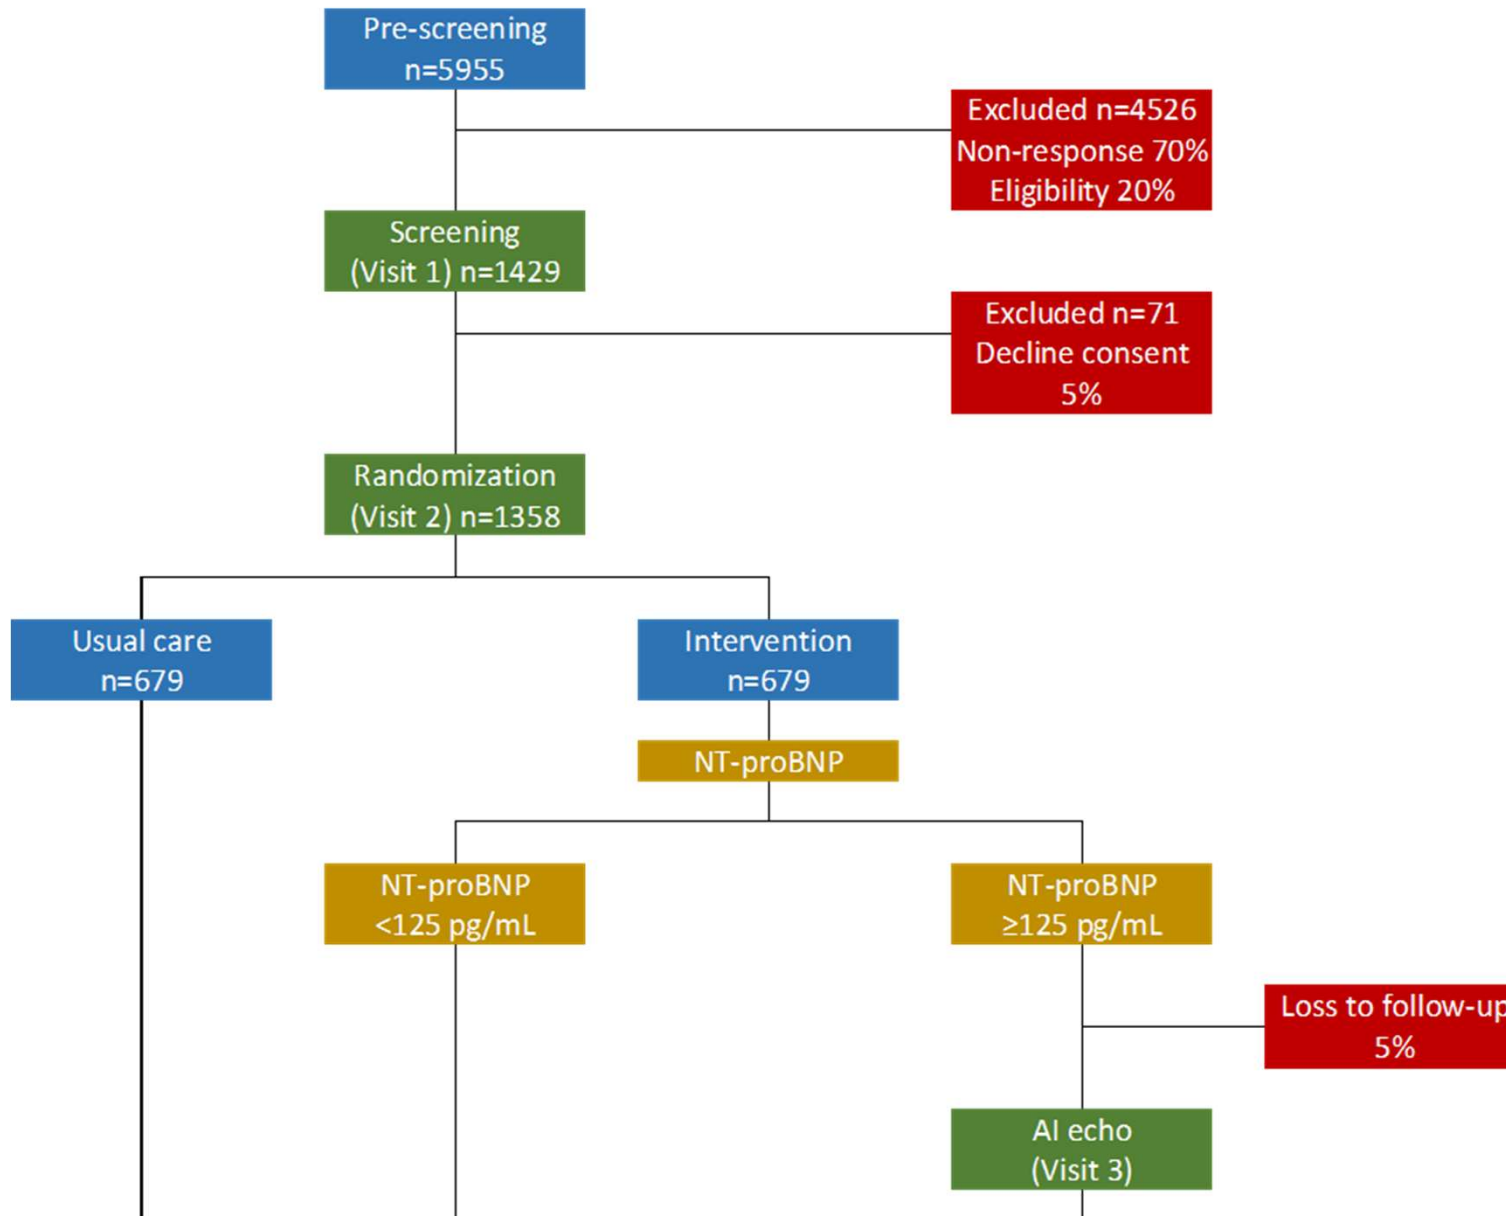 Pre-screening
n=5955
Excluded n=4526
Non-response 70%
Eligibility 20%
Screening
(Visit 1) n=1429
Excluded n=71
Decline consent
5%
Randomization
(Visit 2) n=1358
Usual care
n=679
Intervention
n=679
NT-proBNP
NT-proBNP
<125 pg/mL
NT-proBNP
≥125 pg/mL
Loss to follow-up
5%
AI echo
(Visit 3)